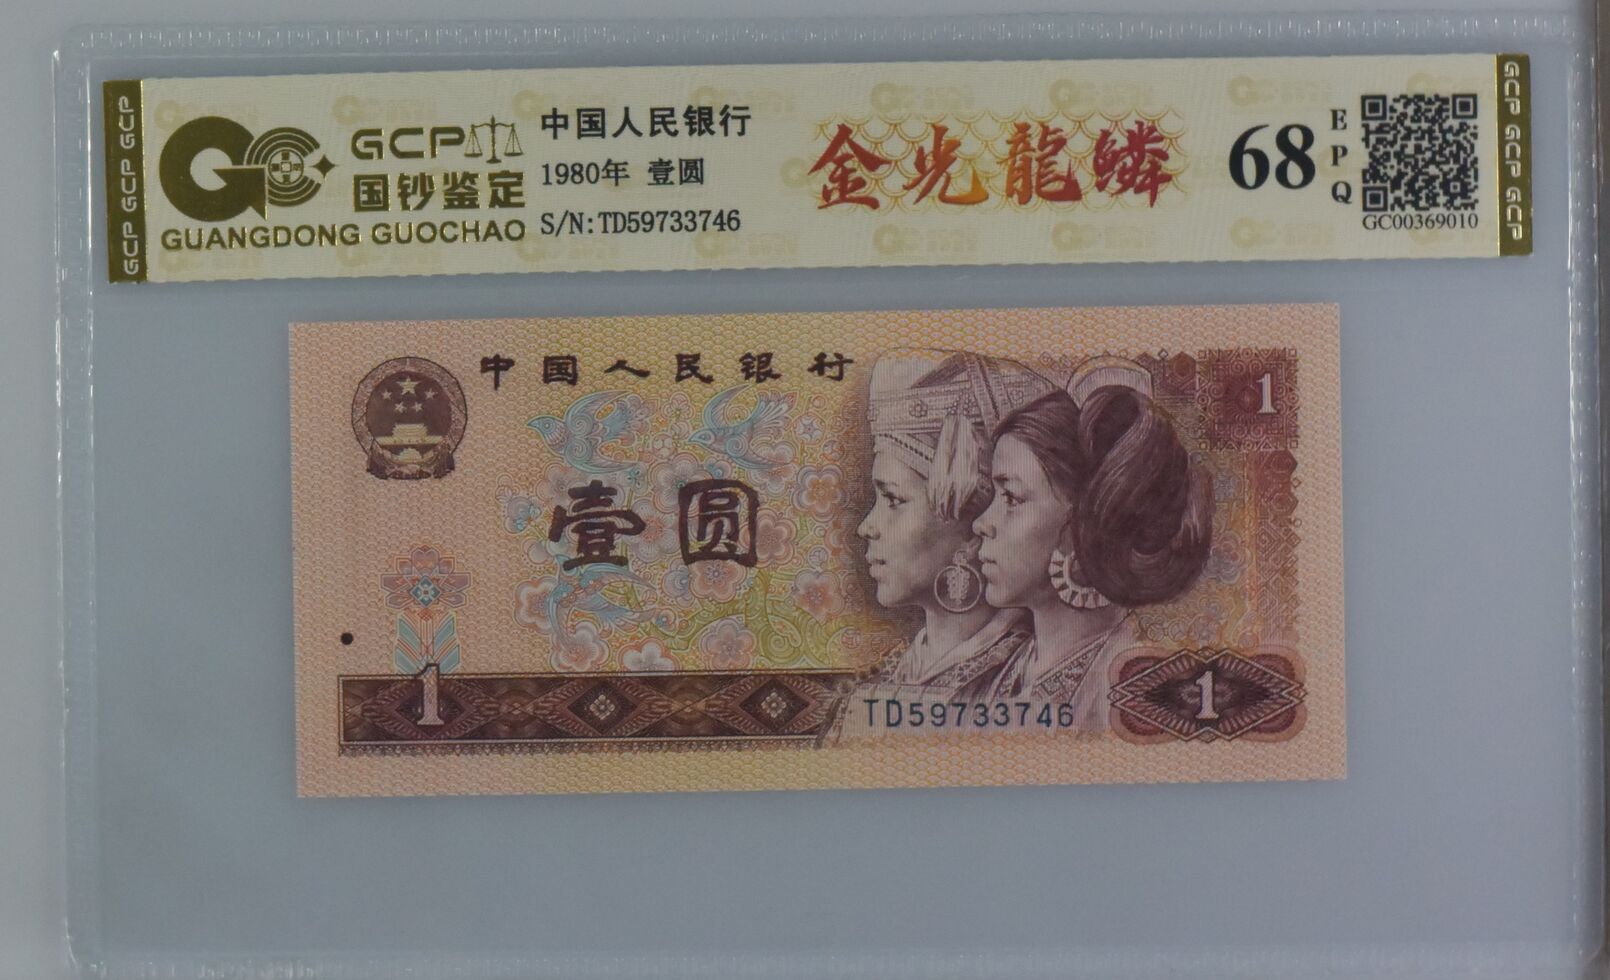 GCP GCP GCP
GCP
国钞鉴定
GUANGDONG GUOCHAO
中国人民银行
1980年 壹圆
S/N:TD59733746
金光龍鳞
68
EPQ
GC00369010
GCP GCP GCP
中国人民银行
1
壹圆
1
TD59733746
1